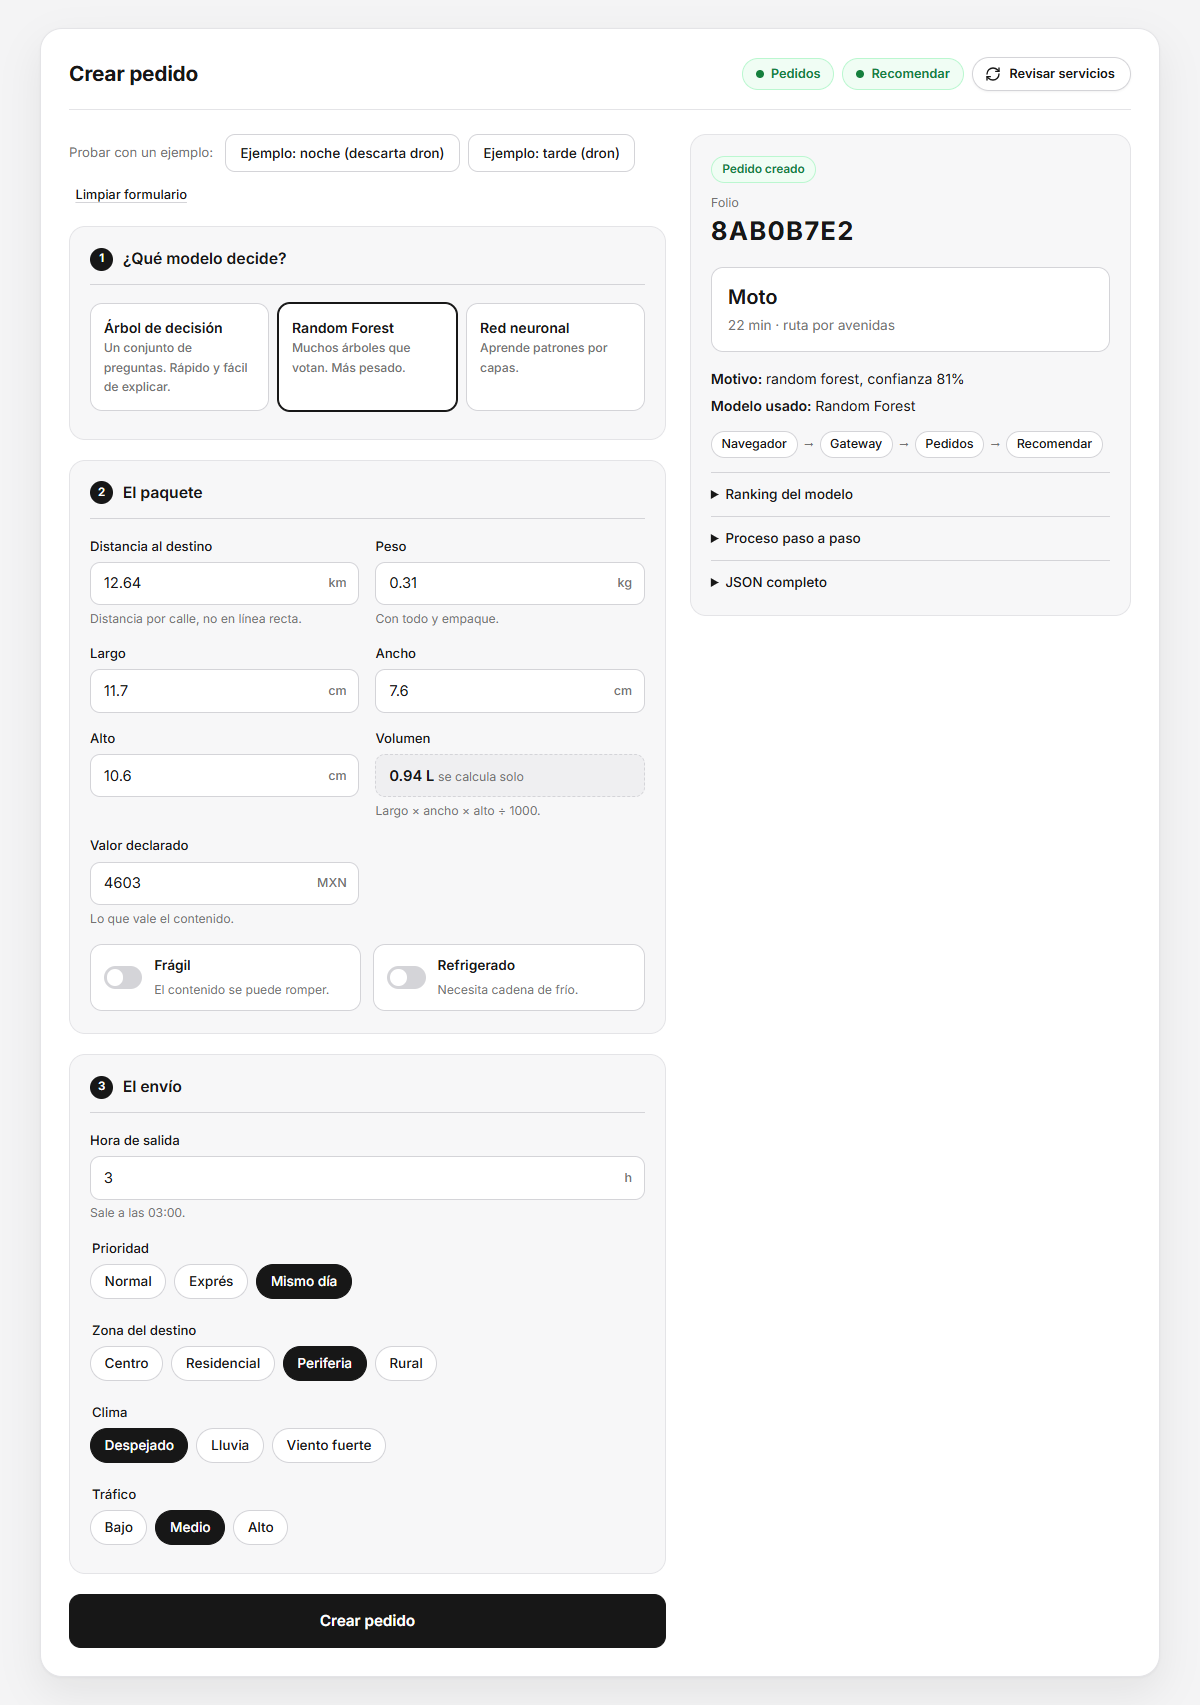 Crear pedido
Pedidos
Recomendar
Revisar servicios
Probar con un ejemplo:
Ejemplo: noche (descarta dron)
Ejemplo: tarde (dron)
Limpiar formulario
1 ¿Qué modelo decide?
Árbol de decisión
Un conjunto de
preguntas. Rápido y fácil
de explicar.
Random Forest
Muchos árboles que
votan. Más pesado.
Red neuronal
Aprende patrones por
capas.
2 El paquete
Distancia al destino
12.64 km
Distancia por calle, no en línea recta.
Peso
0.31 kg
Con todo y empaque.
Largo
11.7 cm
Ancho
7.6 cm
Alto
10.6 cm
Volumen
0.94 L se calcula solo
Largo × ancho × alto ÷ 1000.
Valor declarado
4603 MXN
Lo que vale el contenido.
Frágil
El contenido se puede romper.
Refrigerado
Necesita cadena de frío.
3 El envío
Hora de salida
3 h
Sale a las 03:00.
Prioridad
Normal
Exprés
Mismo día
Zona del destino
Centro
Residencial
Periferia
Rural
Clima
Despejado
Lluvia
Viento fuerte
Tráfico
Bajo
Medio
Alto
Crear pedido
Pedido creado
Folio
8AB0B7E2
Moto
22 min · ruta por avenidas
Motivo: random forest, confianza 81%
Modelo usado: Random Forest
Navegador → Gateway → Pedidos → Recomendar
▶ Ranking del modelo
▶ Proceso paso a paso
▶ JSON completo